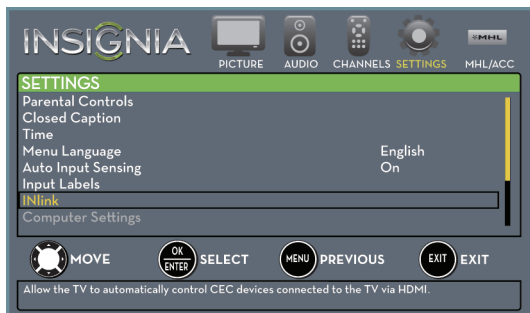 INSIGNIA
PICTURE AUDIO CHANNELS SETTINGS MHL/ACC
MHL
SETTINGS
Parental Controls
Closed Caption
Time
Menu Language English
Auto Input Sensing On
Input Labels
INlink
Computer Settings
MOVE OK ENTER SELECT MENU PREVIOUS EXIT EXIT
Allow the TV to automatically control CEC devices connected to the TV via HDMI.